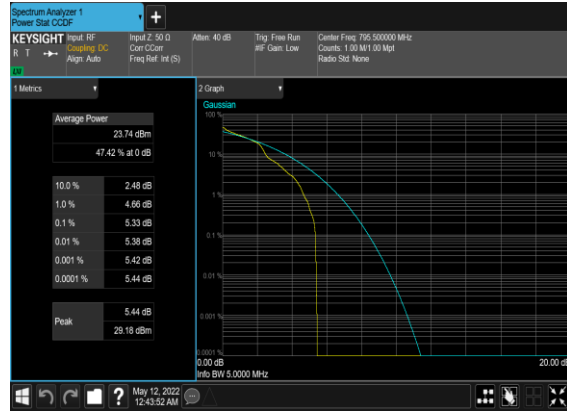 Spectrum Analyzer 1
Power Stat CCDF
KEYSIGHT
R T
Input: RF
Coupling: DC
Align: Auto
Input Z: 50 Ω
Corr CCorr
Freq Ref: Int (S)
Atten: 40 dB
Trig: Free Run
#IF Gain: Low
Center Freq: 795.500000 MHz
Counts: 1.00 M/1.00 Mpt
Radio Std: None
1 Metrics
Average Power
23.74 dBm
47.42 % at 0 dB
10.0 % 2.48 dB
1.0 % 4.66 dB
0.1 % 5.33 dB
0.01 % 5.38 dB
0.001 % 5.42 dB
0.0001 % 5.44 dB
Peak 5.44 dB
29.18 dBm
2 Graph
Gaussian
100 %
10 %
1 %
0.1 %
0.01 %
0.001 %
0.0001 %
0.00 dB
20.00 dB
Info BW 5.0000 MHz
?
May 12, 2022
12:43:52 AM